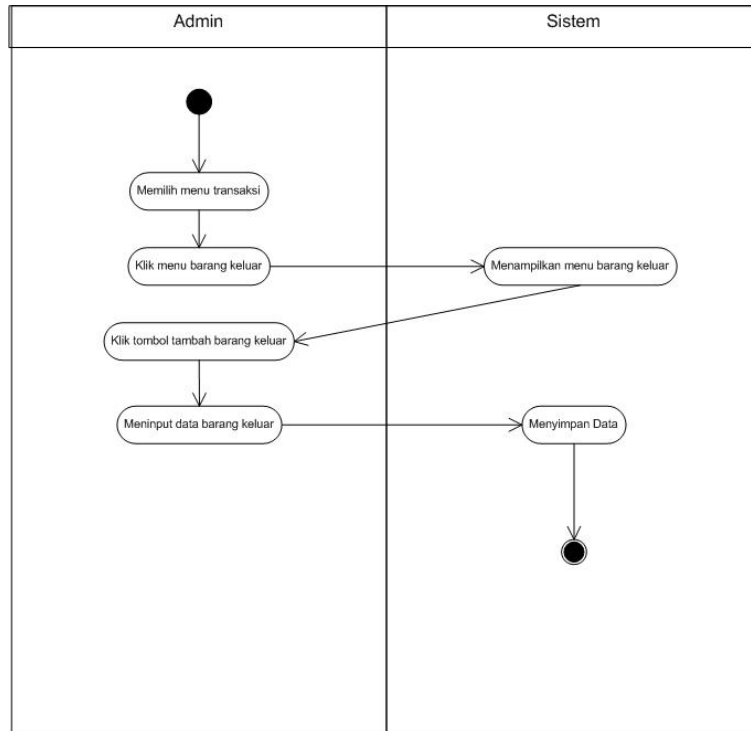 Admin
Sistem
Memilih menu transaksi
Klik menu barang keluar
Menampilkan menu barang keluar
Klik tombol tambah barang keluar
Meninput data barang keluar
Menyimpan Data